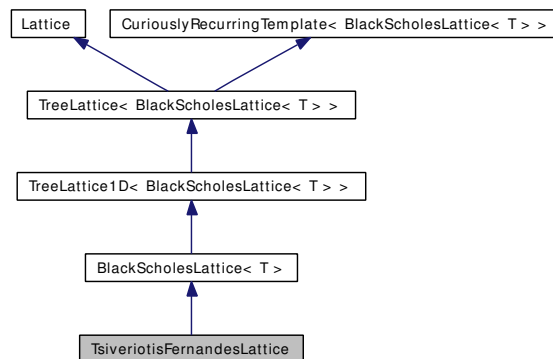 Lattice
CuriouslyRecurringTemplate< BlackScholesLattice< T > >
TreeLattice< BlackScholesLattice< T > >
TreeLattice1D< BlackScholesLattice< T > >
BlackScholesLattice< T >
TsiveriotisFernandesLattice